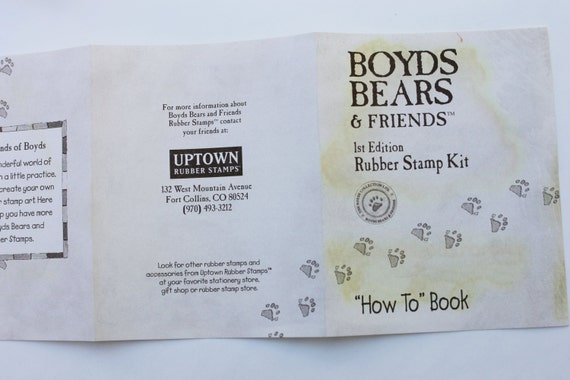 nds of Boyds
nderful world of
h a little practice,
create your own
r stamp art! Here
p you have more
oyds Bears and
er Stamps.
For more information about
Boyds Bears and Friends
Rubber Stamps™ contact
your friends at:
UPTOWN
RUBBER STAMPS™
132 West Mountain Avenue
Fort Collins, CO 80524
(970) 493-3212
Look for other rubber stamps and
accessories from Uptown Rubber Stamps™
at your favorite stationery store,
gift shop or rubber stamp store.
BOYDS
BEARS
& FRIENDS™
1st Edition
Rubber Stamp Kit
"How To" Book